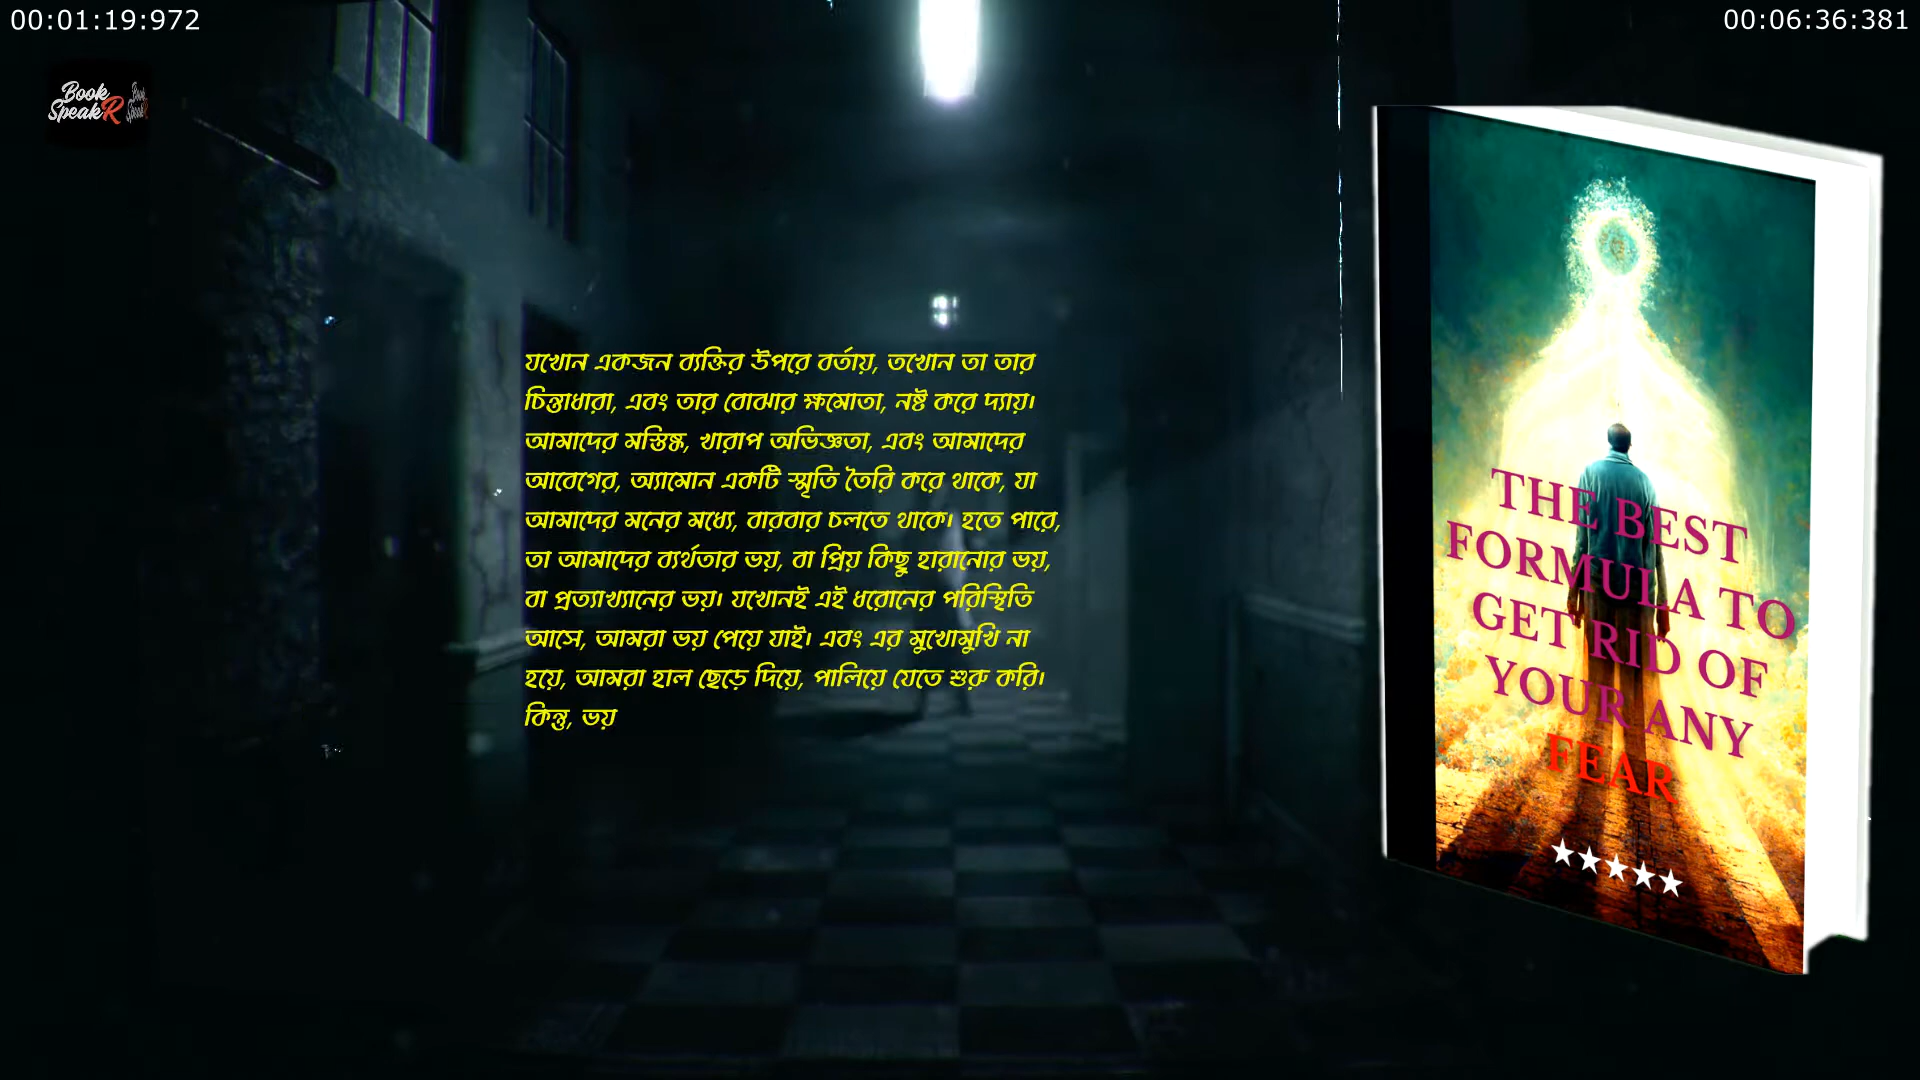 00:01:19:972
00:06:36:381
Book
SpeakR
Book
Speak
যখোন একজন ব্যক্তির উপরে বর্তায়, তখোন তা তার
চিন্তাধারা, এবং তার বোঝার ক্ষমোতা, নষ্ট করে দ্যায়।
আমাদের মস্তিষ্ক, খারাপ অভিজ্ঞতা, এবং আমাদের
আবেগের, অ্যামোন একটি স্মৃতি তৈরি করে থাকে, যা
আমাদের মনের মধ্যে, বারবার চলতে থাকে। হতে পারে,
তা আমাদের ব্যর্থতার ভয়, বা প্রিয় কিছু হারানোর ভয়,
বা প্রত্যাখ্যানের ভয়। যখোনই এই ধরোনের পরিস্থিতি
আসে, আমরা ভয় পেয়ে যাই। এবং এর মুখোমুখি না
হয়ে, আমরা হাল ছেড়ে দিয়ে, পালিয়ে যেতে শুরু করি।
কিন্তু, ভয়
THE BEST
FORMULA TO
GET RID OF
YOUR ANY
FEAR